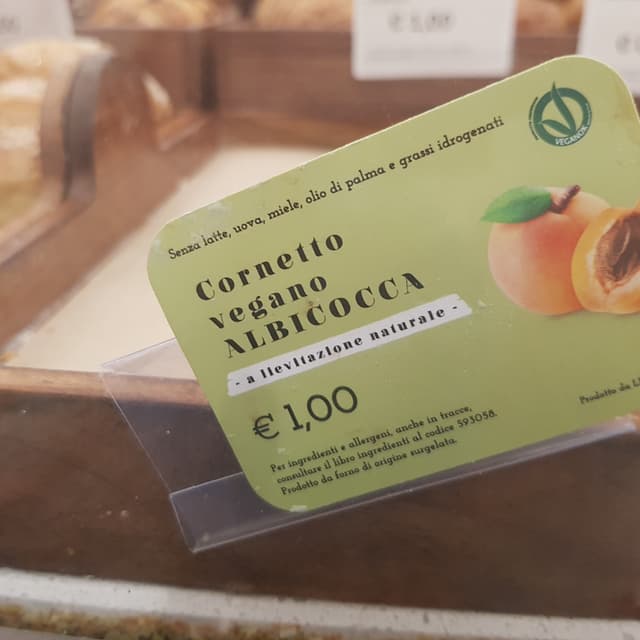 € 1,00
VEGANOK
Senza latte, uova, miele, olio di palma e grassi idrogenati
Cornetto
vegano
ALBICOCCA
- a lievitazione naturale -
€ 1,00
Per ingredienti e allergeni, anche in tracce,
consultare il libro ingredienti al codice 593058.
Prodotto da forno di origine surgelata.
Prodotto da